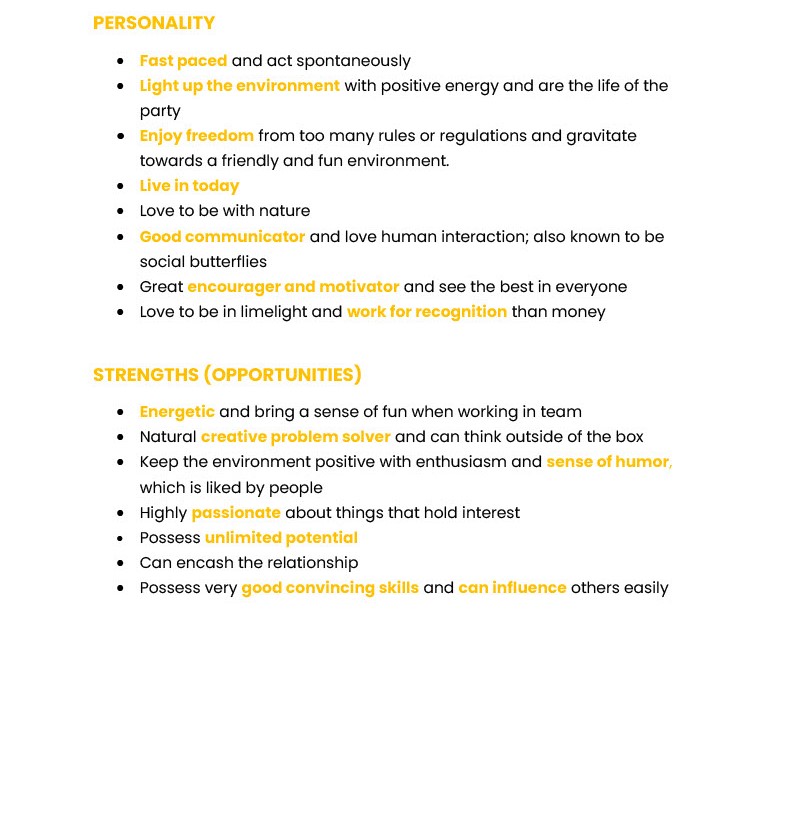 PERSONALITY
• Fast paced and act spontaneously
• Light up the environment with positive energy and are the life of the
party
• Enjoy freedom from too many rules or regulations and gravitate
towards a friendly and fun environment.
• Live in today
• Love to be with nature
• Good communicator and love human interaction; also known to be
social butterflies
• Great encourager and motivator and see the best in everyone
• Love to be in limelight and work for recognition than money
STRENGTHS (OPPORTUNITIES)
• Energetic and bring a sense of fun when working in team
• Natural creative problem solver and can think outside of the box
• Keep the environment positive with enthusiasm and sense of humor,
which is liked by people
• Highly passionate about things that hold interest
• Possess unlimited potential
• Can encash the relationship
• Possess very good convincing skills and can influence others easily